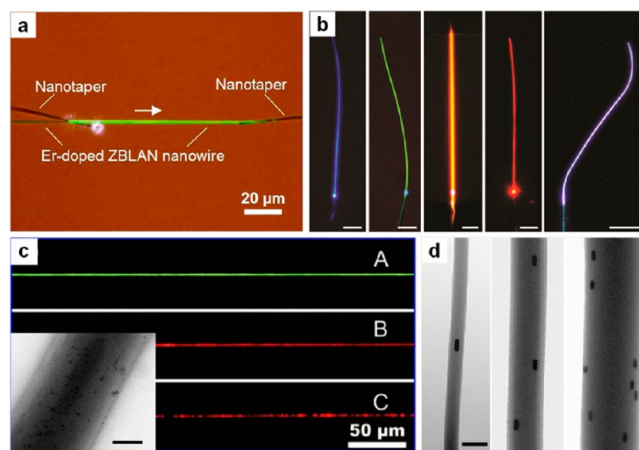 a
Nanotaper
Nanotaper
Er-doped ZBLAN nanowire
20 µm
b
c
A
B
C
50 µm
d